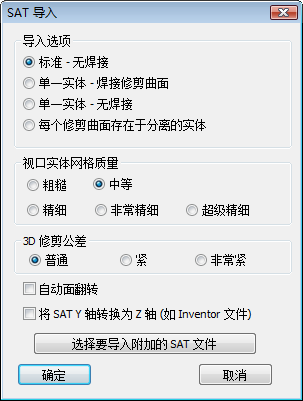 SAT 导入
导入选项
标准 - 无焊接
单一实体 - 焊接修剪曲面
单一实体 - 无焊接
每个修剪曲面存在于分离的实体
视口实体网格质量
粗糙 中等
精细 非常精细 超级精细
3D 修剪公差
普通 紧 非常紧
自动面翻转
将 SAT Y 轴转换为 Z 轴 (如 Inventor 文件)
选择要导入附加的 SAT 文件
确定 取消